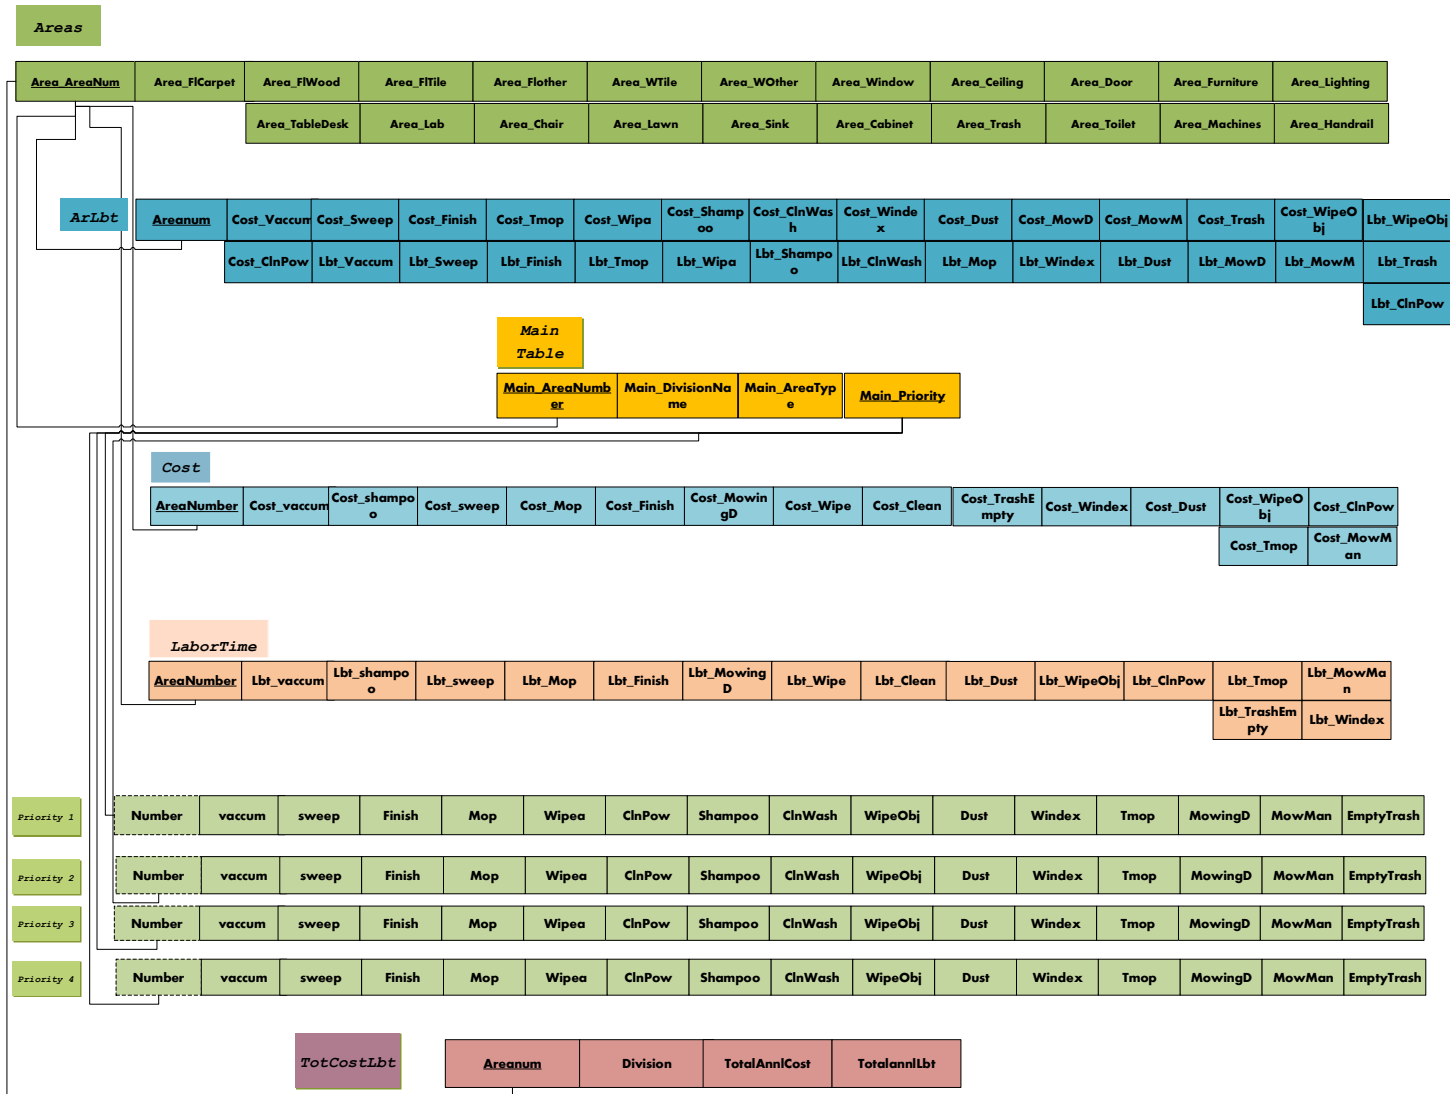 Areas
Area_AreaNum Area_FlCarpet Area_FlWood Area_FlTile Area_Flother Area_WTile Area_WOther Area_Window Area_Ceiling Area_Door Area_Furniture Area_Lighting
Area_TableDesk Area_Lab Area_Chair Area_Lawn Area_Sink Area_Cabinet Area_Trash Area_Toilet Area_Machines Area_Handrail
ArLbt
Areanum Cost_Vaccum Cost_Sweep Cost_Finish Cost_Tmop Cost_Wipa Cost_Shampoo Cost_ClnWash Cost_Windex Cost_Dust Cost_MowD Cost_MowM Cost_Trash Cost_WipeObj Lbt_WipeObj
Cost_ClnPow Lbt_Vaccum Lbt_Sweep Lbt_Finish Lbt_Tmop Lbt_Wipa Lbt_Shampoo Lbt_ClnWash Lbt_Mop Lbt_Windex Lbt_Dust Lbt_MowD Lbt_MowM Lbt_Trash
Lbt_ClnPow
Main
Table
Main_AreaNumber Main_DivisionName Main_AreaType Main_Priority
Cost
AreaNumber Cost_vaccum Cost_shampoo Cost_sweep Cost_Mop Cost_Finish Cost_MowingD Cost_Wipe Cost_Clean Cost_TrashEmpty Cost_Windex Cost_Dust Cost_WipeObj Cost_ClnPow
Cost_Tmop Cost_MowMan
LaborTime
AreaNumber Lbt_vaccum Lbt_shampoo Lbt_sweep Lbt_Mop Lbt_Finish Lbt_MowingD Lbt_Wipe Lbt_Clean Lbt_Dust Lbt_WipeObj Lbt_ClnPow Lbt_Tmop Lbt_MowMan
Lbt_TrashEmpty Lbt_Windex
Priority 1 Number vaccum sweep Finish Mop Wipea ClnPow Shampoo ClnWash WipeObj Dust Windex Tmop MowingD MowMan EmptyTrash
Priority 2 Number vaccum sweep Finish Mop Wipea ClnPow Shampoo ClnWash WipeObj Dust Windex Tmop MowingD MowMan EmptyTrash
Priority 3 Number vaccum sweep Finish Mop Wipea ClnPow Shampoo ClnWash WipeObj Dust Windex Tmop MowingD MowMan EmptyTrash
Priority 4 Number vaccum sweep Finish Mop Wipea ClnPow Shampoo ClnWash WipeObj Dust Windex Tmop MowingD MowMan EmptyTrash
TotCostLbt Areanum Division TotalAnnlCost TotalannlLbt